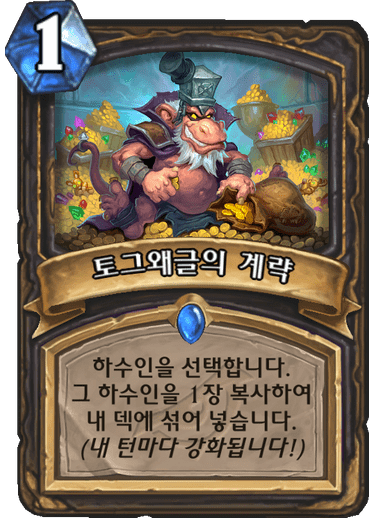 1
토그왜글의 계략
하수인을 선택합니다.
그 하수인을 1장 복사하여
내 덱에 섞어 넣습니다.
(내 턴마다 강화됩니다!)